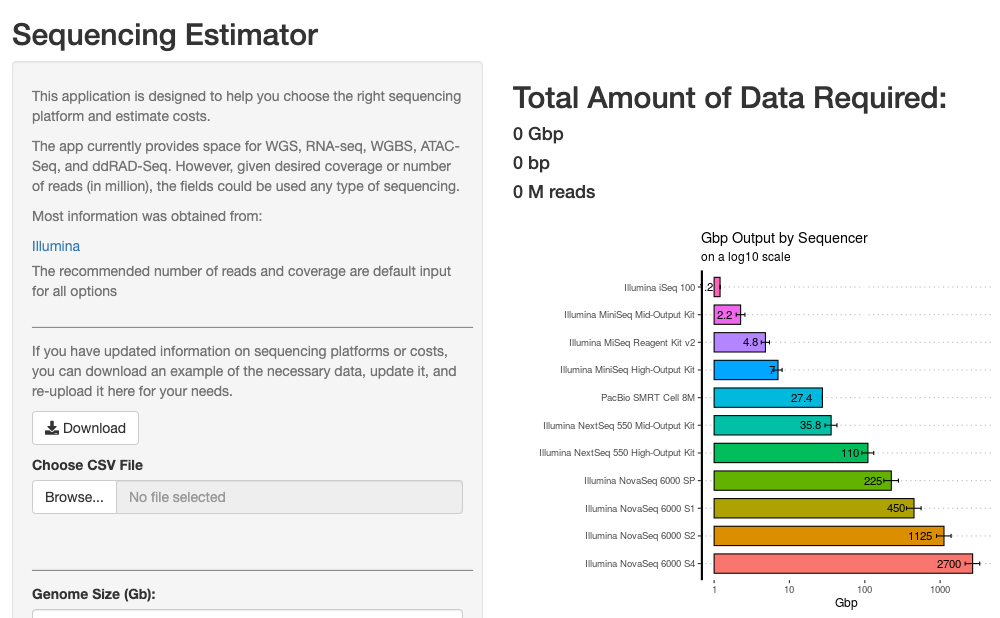 Sequencing Estimator
This application is designed to help you choose the right sequencing
platform and estimate costs.
The app currently provides space for WGS, RNA-seq, WGBS, ATAC-
Seq, and ddRAD-Seq. However, given desired coverage or number
of reads (in million), the fields could be used any type of sequencing.
Most information was obtained from:
Illumina
The recommended number of reads and coverage are default input
for all options
If you have updated information on sequencing platforms or costs,
you can download an example of the necessary data, update it, and
re-upload it here for your needs.
Download
Choose CSV File
Browse... No file selected
Genome Size (Gb):
Total Amount of Data Required:
0 Gbp
0 bp
0 M reads
Gbp Output by Sequencer
on a log10 scale
Illumina iSeq 100 .2
Illumina MiniSeq Mid-Output Kit 2.2
Illumina MiSeq Reagent Kit v2 4.8
Illumina MiniSeq High-Output Kit 7
PacBio SMRT Cell 8M 27.4
Illumina NextSeq 550 Mid-Output Kit 35.8
Illumina NextSeq 550 High-Output Kit 110
Illumina NovaSeq 6000 SP 225
Illumina NovaSeq 6000 S1 450
Illumina NovaSeq 6000 S2 1125
Illumina NovaSeq 6000 S4 2700
1 10 100 1000
Gbp